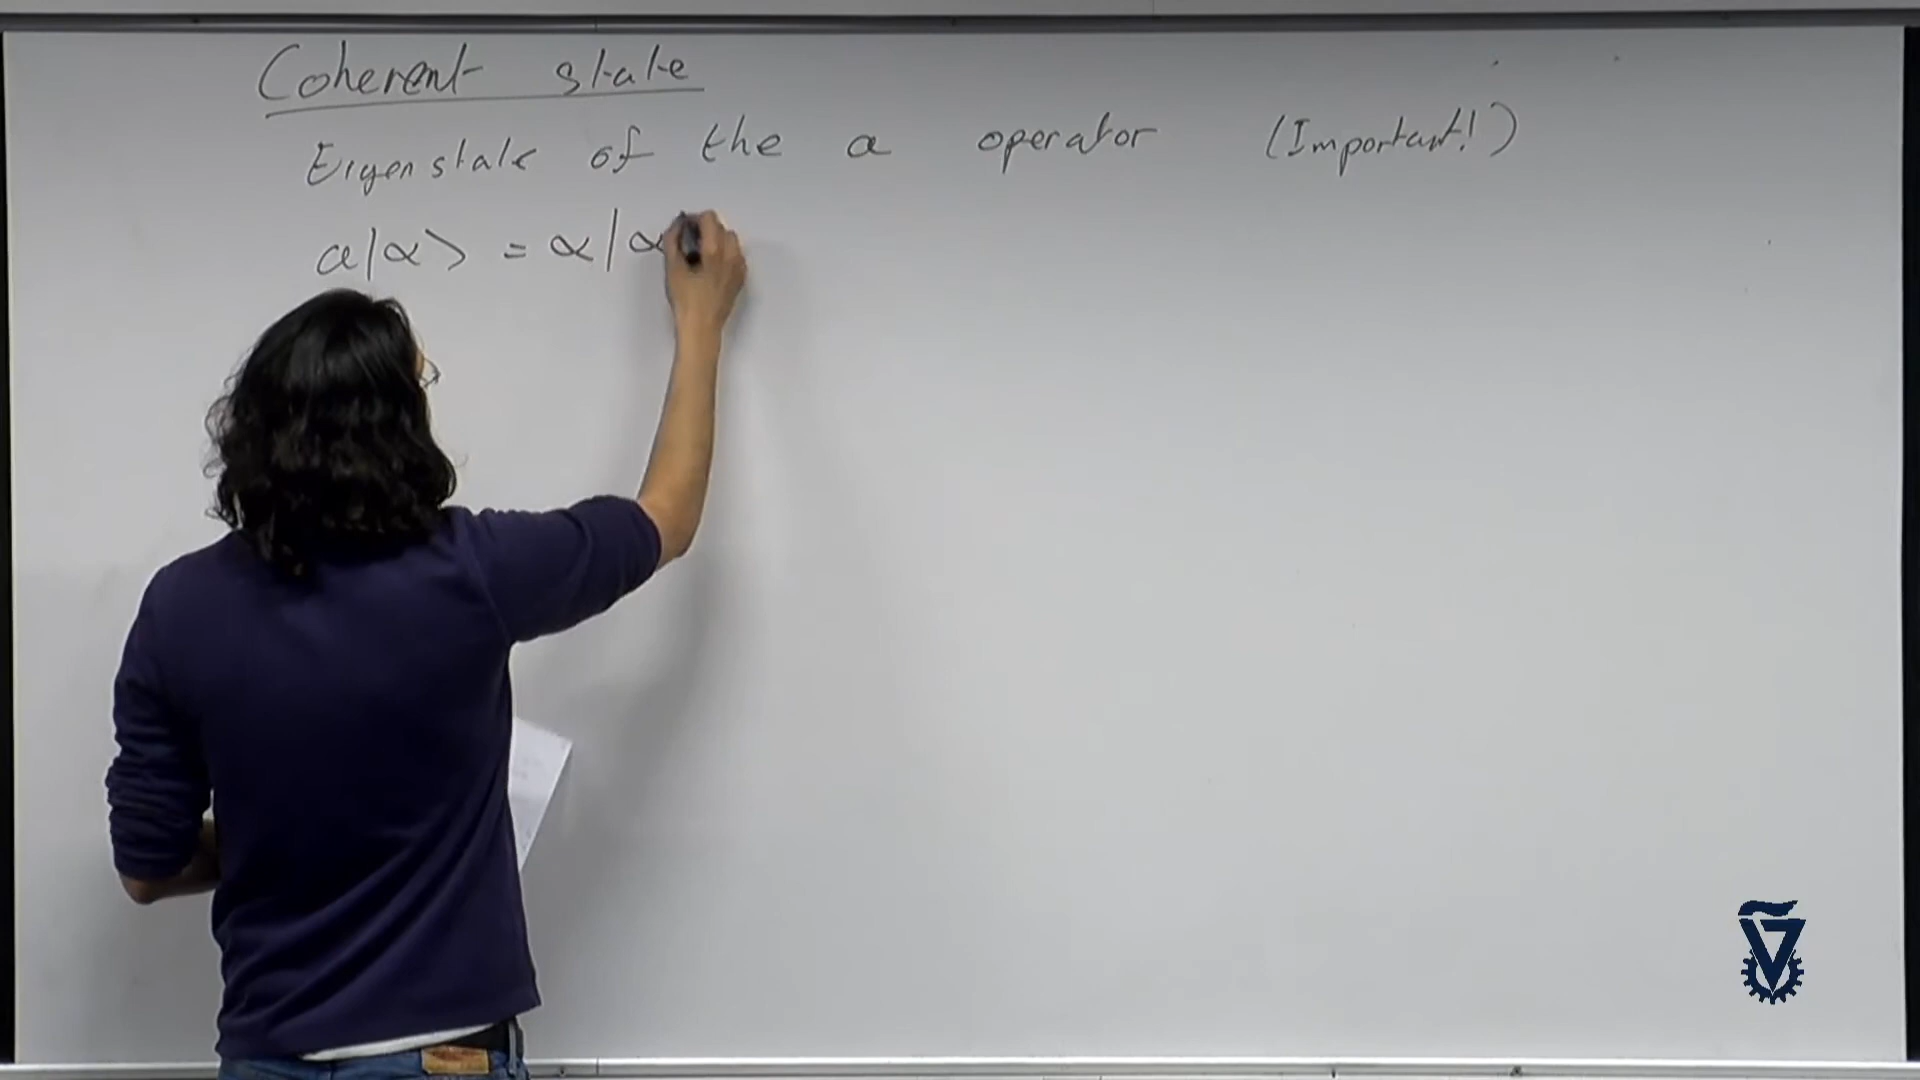 Coherent state
Eigenstate of the a operator (Important!)
a|α> = α|α